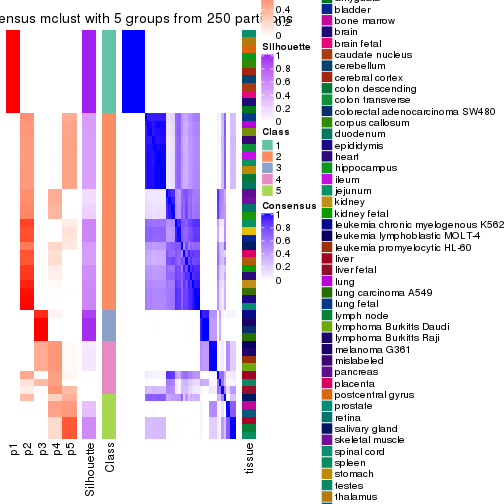 ensus mclust with 5 groups from 250 partitions
0.4
0.2
0
Silhouette
1
0.8
0.6
0.4
0.2
0
Class
1
2
3
4
5
Consensus
1
0.8
0.6
0.4
0.2
0
bladder
bone marrow
brain
brain fetal
caudate nucleus
cerebellum
cerebral cortex
colon descending
colon transverse
colorectal adenocarcinoma SW480
corpus callosum
duodenum
epididymis
heart
hippocampus
ileum
jejunum
kidney
kidney fetal
leukemia chronic myelogenous K562
leukemia lymphoblastic MOLT-4
leukemia promyelocytic HL-60
liver
liver fetal
lung
lung carcinoma A549
lung fetal
lymph node
lymphoma Burkitts Daudi
lymphoma Burkitts Raji
melanoma G361
mislabeled
pancreas
placenta
postcentral gyrus
prostate
retina
salivary gland
skeletal muscle
spinal cord
spleen
stomach
testes
thalamus
p1
p2
p3
p4
p5
Silhouette
Class
tissue